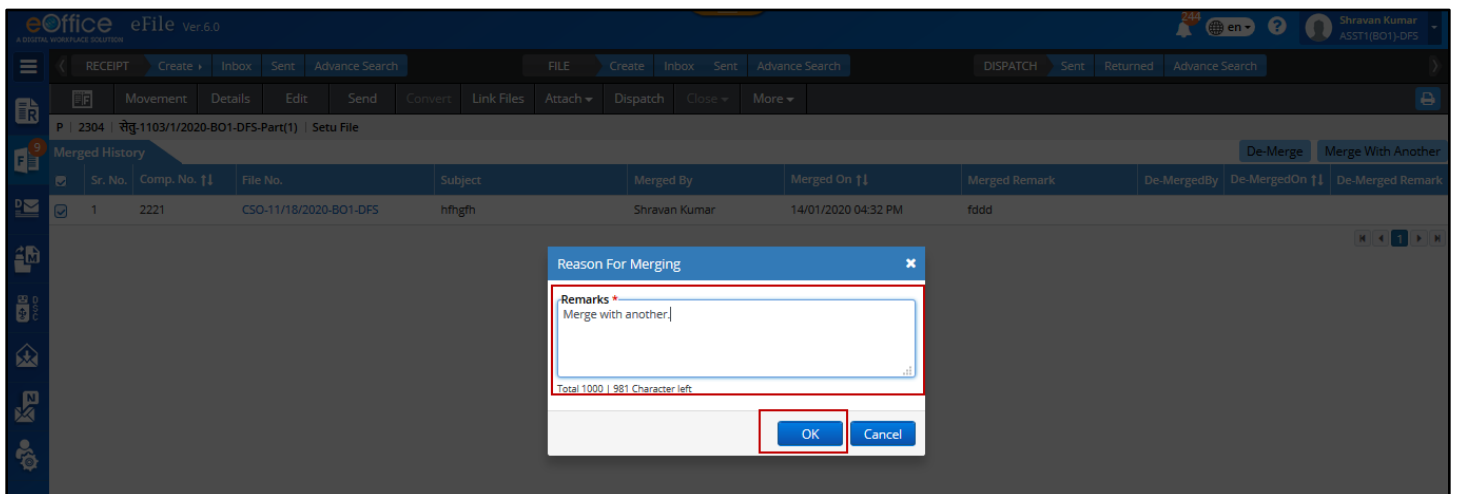 eOffice eFile Ver.6.0 244 en ? Shravan Kumar
A DIGITAL WORKPLACE SOLUTION ASST1(BO1)-DFS
RECEIPT Create Inbox Sent Advance Search FILE Create Inbox Sent Advance Search DISPATCH Sent Returned Advance Search
R F Movement Details Edit Send Convert Link Files Attach Dispatch Close More
P | 2304 | सेतु-1103/1/2020-BO1-DFS-Part(1) | Setu File
9 F Merged History De-Merge Merge With Another
Sr. No. Comp. No. File No. Subject Merged By Merged On Merged Remark De-MergedBy De-MergedOn De-Merged Remark
1 2221 CSO-11/18/2020-BO1-DFS hfhgfh Shravan Kumar 14/01/2020 04:32 PM fddd
D
1
M
Reason For Merging ×
Remarks *
Merge with another.
DSC
Total 1000 | 981 Character left
N
OK Cancel